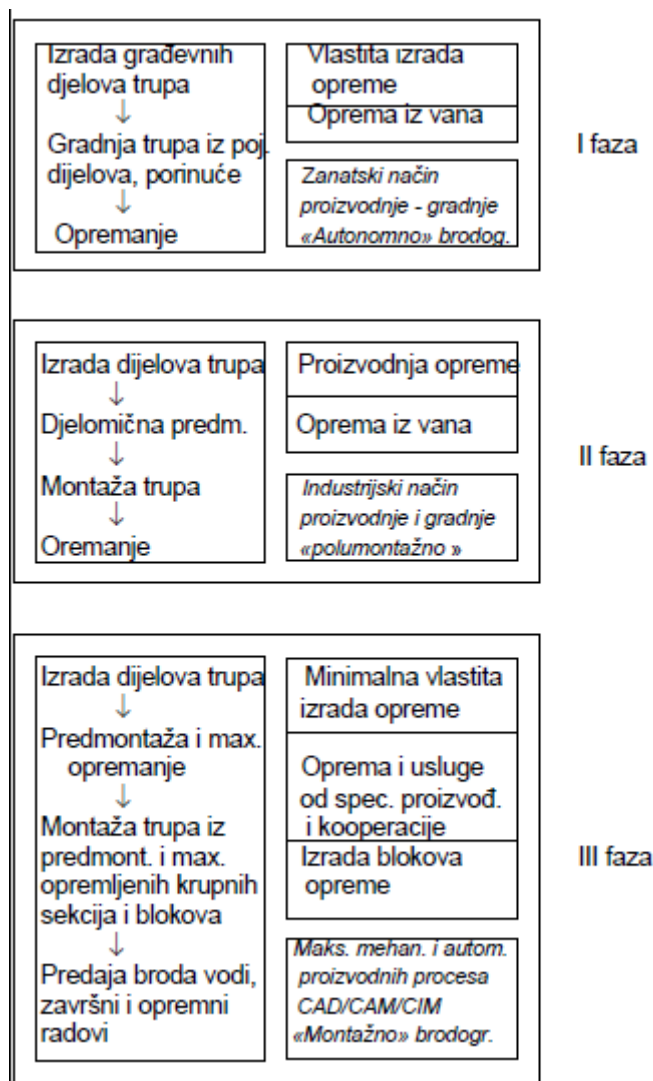 Izrada građevnih
djelova trupa
↓
Gradnja trupa iz poj.
dijelova, porinuće
↓
Opremanje
Vlastita izrada
opreme
Oprema iz vana
Zanatski način
proizvodnje - gradnje
«Autonomno» brodog.
I faza
Izrada dijelova trupa
↓
Djelomična predm.
↓
Montaža trupa
↓
Oremanje
Proizvodnja opreme
Oprema iz vana
Industrijski način
proizvodnje i gradnje
«polumontažno »
II faza
Izrada dijelova trupa
↓
Predmontaža i max.
opremanje
↓
Montaža trupa iz
predmont. i max.
opremljenih krupnih
sekcija i blokova
↓
Predaja broda vodi,
završni i opremni
radovi
Minimalna vlastita
izrada opreme
Oprema i usluge
od spec. proizvođ.
i kooperacije
Izrada blokova
opreme
Maks. mehan. i autom.
proizvodnih procesa
CAD/CAM/CIM
«Montažno» brodogr.
III faza